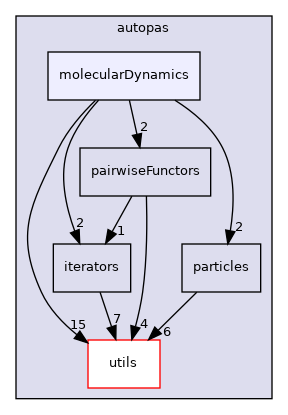 autopas
molecularDynamics
2
pairwiseFunctors
2
1
2
iterators
particles
15
7
4
6
utils